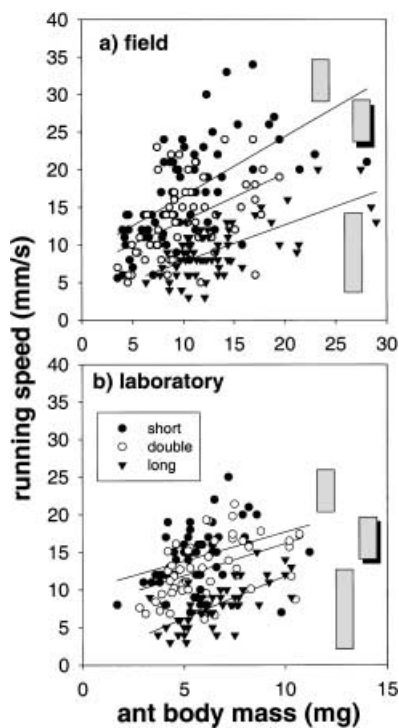 a) field
40
35
30
25
20
15
10
5
0
0 5 10 15 20 25 30
running speed (mm/s)
b) laboratory
short
double
long
40
35
30
25
20
15
10
5
0
0 5 10 15
ant body mass (mg)